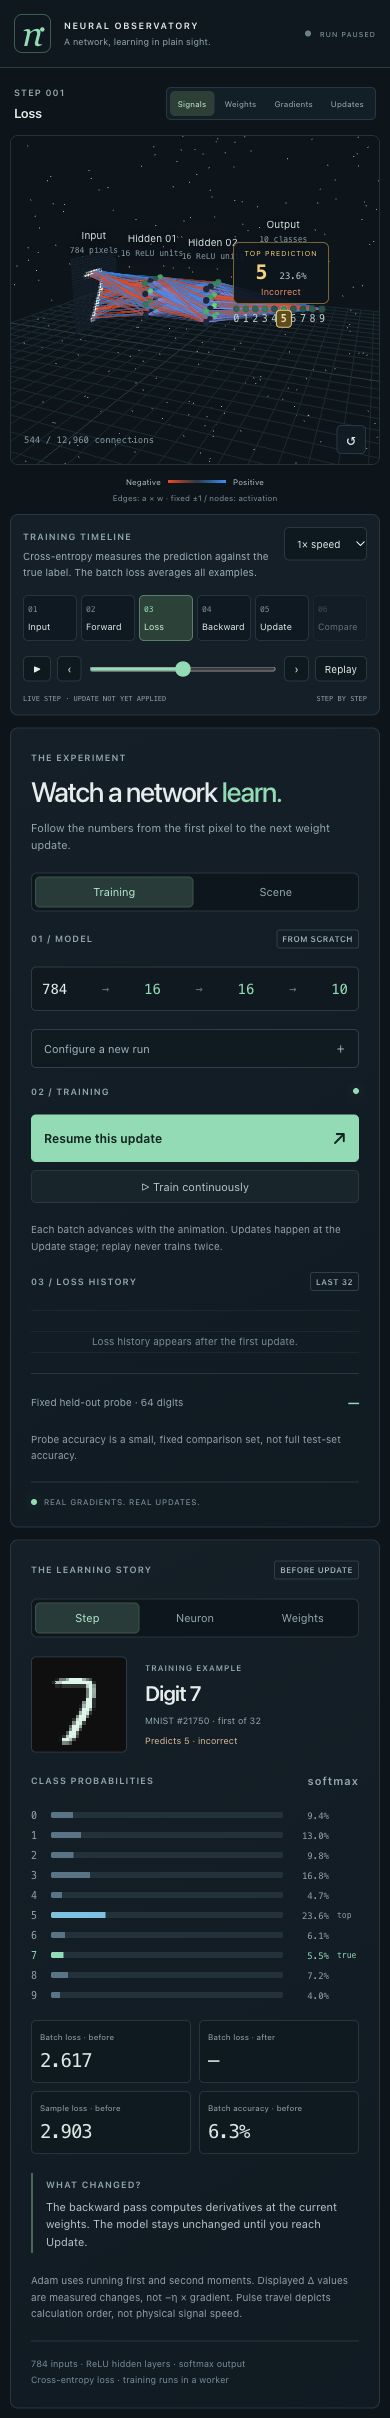 n
NEURAL OBSERVATORY
A network, learning in plain sight.
RUN PAUSED
STEP 001
Loss
Signals
Weights
Gradients
Updates
Input
784 pixels
Hidden 01
16 ReLU units
Hidden 02
16 ReLU uni
Output
10 classes
TOP PREDICTION
5 23.6%
Incorrect
0 1 2 3 4 5 6 7 8 9
544 / 12,960 connections
↺
Negative
Positive
Edges: a × w · fixed ±1 / nodes: activation
TRAINING TIMELINE
Cross-entropy measures the prediction against the
true label. The batch loss averages all examples.
1× speed
01
Input
02
Forward
03
Loss
04
Backward
05
Update
06
Compare
▶
‹
›
Replay
LIVE STEP · UPDATE NOT YET APPLIED
STEP BY STEP
THE EXPERIMENT
Watch a network learn.
Follow the numbers from the first pixel to the next weight
update.
Training
Scene
01 / MODEL
FROM SCRATCH
784 → 16 → 16 → 10
Configure a new run +
02 / TRAINING
Resume this update
▷ Train continuously
Each batch advances with the animation. Updates happen at the
Update stage; replay never trains twice.
03 / LOSS HISTORY
LAST 32
Loss history appears after the first update.
Fixed held-out probe · 64 digits —
Probe accuracy is a small, fixed comparison set, not full test-set
accuracy.
REAL GRADIENTS. REAL UPDATES.
THE LEARNING STORY
BEFORE UPDATE
Step
Neuron
Weights
7
TRAINING EXAMPLE
Digit 7
MNIST #21750 · first of 32
Predicts 5 · incorrect
CLASS PROBABILITIES
softmax
0 9.4%
1 13.0%
2 9.8%
3 16.8%
4 4.7%
5 23.6% top
6 6.1%
7 5.5% true
8 7.2%
9 4.0%
Batch loss · before
2.617
Batch loss · after
—
Sample loss · before
2.903
Batch accuracy · before
6.3%
WHAT CHANGED?
The backward pass computes derivatives at the current
weights. The model stays unchanged until you reach
Update.
Adam uses running first and second moments. Displayed Δ values
are measured changes, not −η × gradient. Pulse travel depicts
calculation order, not physical signal speed.
784 inputs · ReLU hidden layers · softmax output
Cross-entropy loss · training runs in a worker